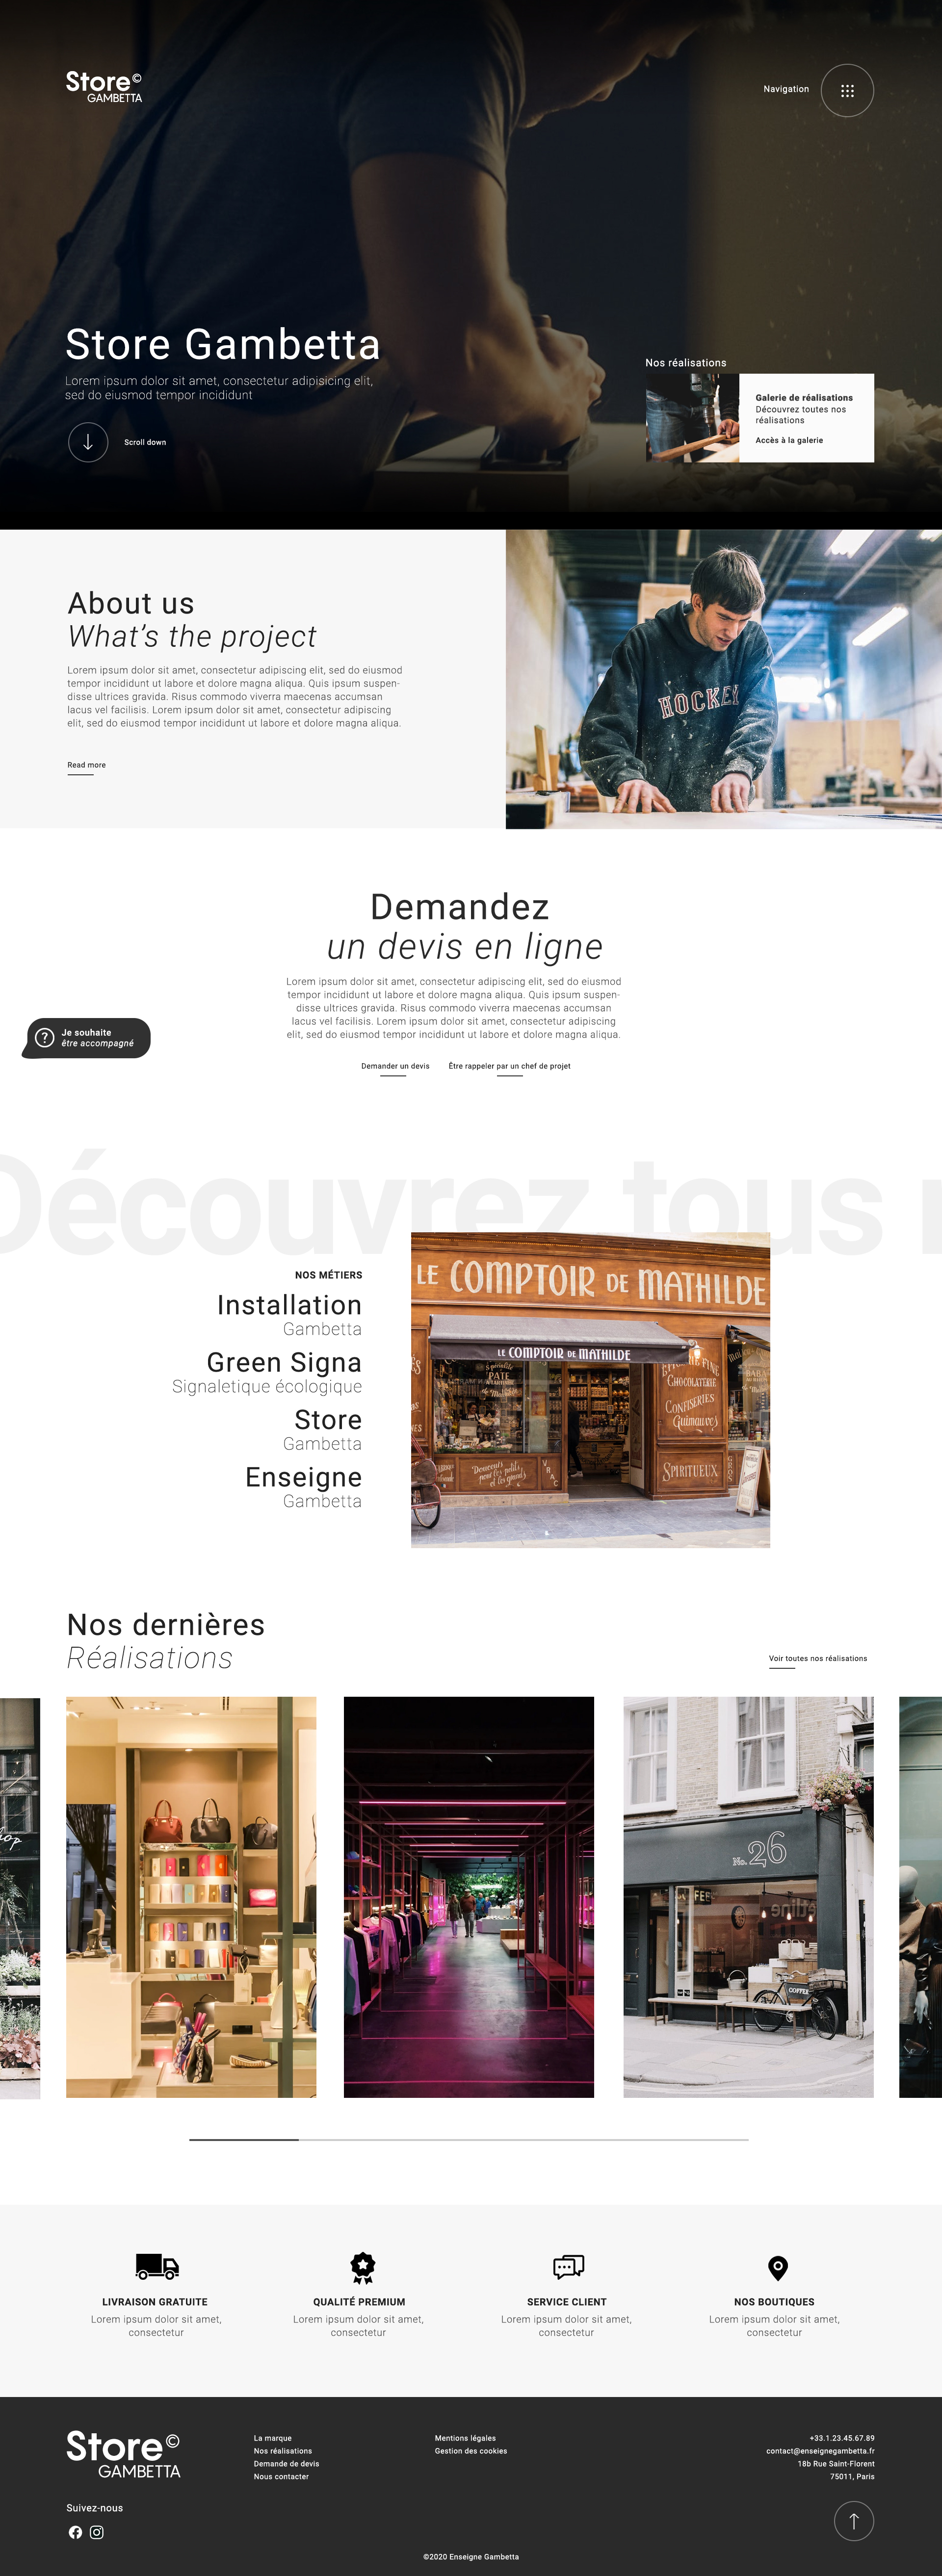 Store©
GAMBETTA
Navigation
Store Gambetta
Lorem ipsum dolor sit amet, consectetur adipisicing elit,
sed do eiusmod tempor incididunt
Scroll down
Nos réalisations
Galerie de réalisations
Découvrez toutes nos
réalisations
Accès à la galerie
About us
What's the project
Lorem ipsum dolor sit amet, consectetur adipiscing elit, sed do eiusmod
tempor incididunt ut labore et dolore magna aliqua. Quis ipsum suspen-
disse ultrices gravida. Risus commodo viverra maecenas accumsan
lacus vel facilisis. Lorem ipsum dolor sit amet, consectetur adipiscing
elit, sed do eiusmod tempor incididunt ut labore et dolore magna aliqua.
Read more
HOCKEY
Demandez
un devis en ligne
Lorem ipsum dolor sit amet, consectetur adipiscing elit, sed do eiusmod
tempor incididunt ut labore et dolore magna aliqua. Quis ipsum suspen-
disse ultrices gravida. Risus commodo viverra maecenas accumsan
lacus vel facilisis. Lorem ipsum dolor sit amet, consectetur adipiscing
elit, sed do eiusmod tempor incididunt ut labore et dolore magna aliqua.
? Je souhaite
être accompagné
Demander un devis
Être rappeler par un chef de projet
Découvrez tous
NOS MÉTIERS
Installation
Gambetta
Green Signa
Signaletique écologique
Store
Gambetta
Enseigne
Gambetta
LE COMPTOIR DE MATHILDE
LE COMPTOIR DE MATHILDE
CHOCOLATERIE
CONFISERIES
Guimauves
SPIRITUEUX
VRAC
Nos dernières
Réalisations
Voir toutes nos réalisations
No. 26
COFFEE
LIVRAISON GRATUITE
Lorem ipsum dolor sit amet,
consectetur
QUALITÉ PREMIUM
Lorem ipsum dolor sit amet,
consectetur
SERVICE CLIENT
Lorem ipsum dolor sit amet,
consectetur
NOS BOUTIQUES
Lorem ipsum dolor sit amet,
consectetur
Store©
GAMBETTA
Suivez-nous
La marque
Nos réalisations
Demande de devis
Nous contacter
Mentions légales
Gestion des cookies
+33.1.23.45.67.89
contact@enseignegambetta.fr
18b Rue Saint-Florent
75011, Paris
©2020 Enseigne Gambetta